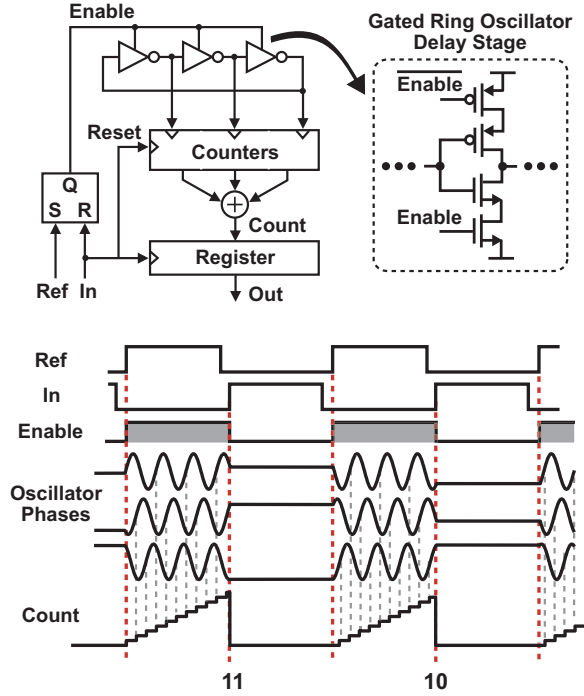 Enable
Gated Ring Oscillator
Delay Stage
Enable
Reset
Counters
Q
S R
+
Count
Enable
Register
Ref In
Out
Ref
In
Enable
Oscillator
Phases
Count
11 10